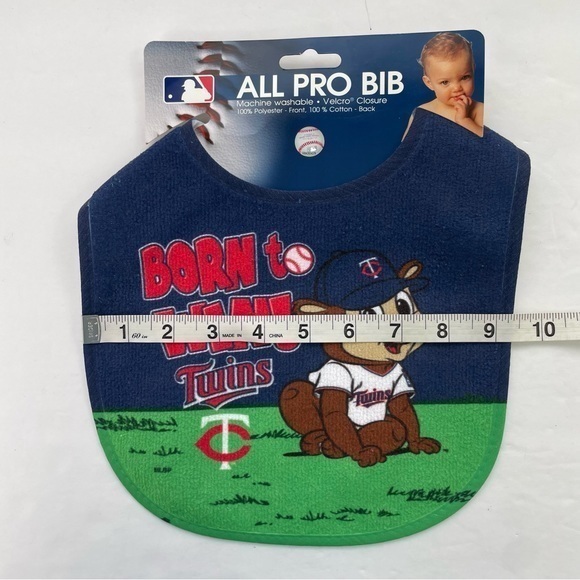 ALL PRO BIB
Machine washable • Velcro® Closure
100% Polyester - Front, 100 % Cotton - Back
BORN to
TC
1 60 in 2 3 MADE IN 4 CHINA 5 6 7 8 9 10
Twins
Twins
TC